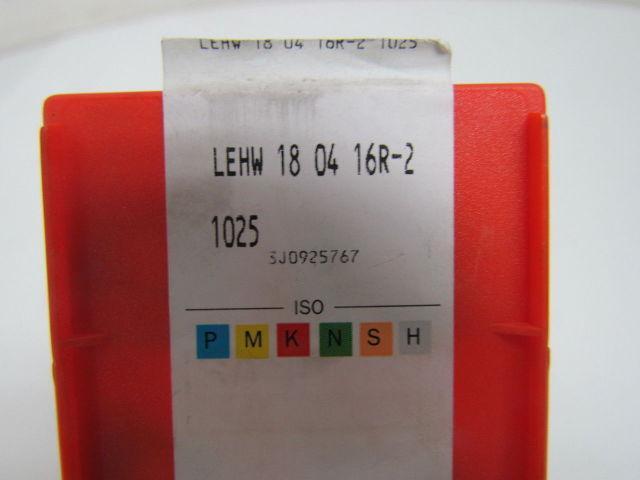 LEHW 18 04 16R-2 1025
LEHW 18 04 16R-2
1025
SJ0925767
ISO
P M K N S H